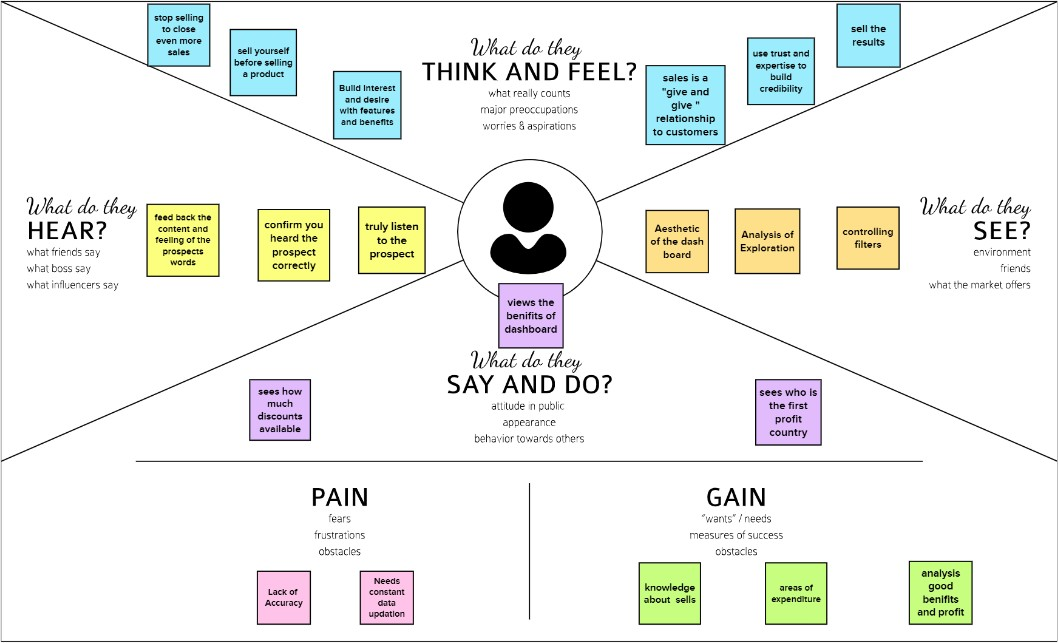 stop selling
to close
even more
sales
sell yourself
before selling
a product
Build Interest
and desire
with features
and benefits
What do they
THINK AND FEEL?
what really counts
major preoccupations
worries & aspirations
sales is a
"give and
give "
relationship
to customers
use trust and
expertise to
build
credibility
sell the
results
What do they
HEAR?
what friends say
what boss say
what influencers say
feed back the
content and
feeling of the
prospects
words
confirm you
heard the
prospect
correctly
truly listen
to the
prospect
Aesthetic
of the dash
board
Analysis of
Exploration
controlling
filters
What do they
SEE?
environment
friends
what the market offers
views the
benifits of
dashboard
What do they
SAY AND DO?
attitude in public
appearance
behavior towards others
sees how
much
discounts
available
sees who is
the first
profit
country
PAIN
fears
frustrations
obstacles
Lack of
Accuracy
Needs
constant
data
updation
GAIN
"wants" / needs
measures of success
obstacles
knowledge
about sells
areas of
expenditure
analysis
good
benifits
and profit